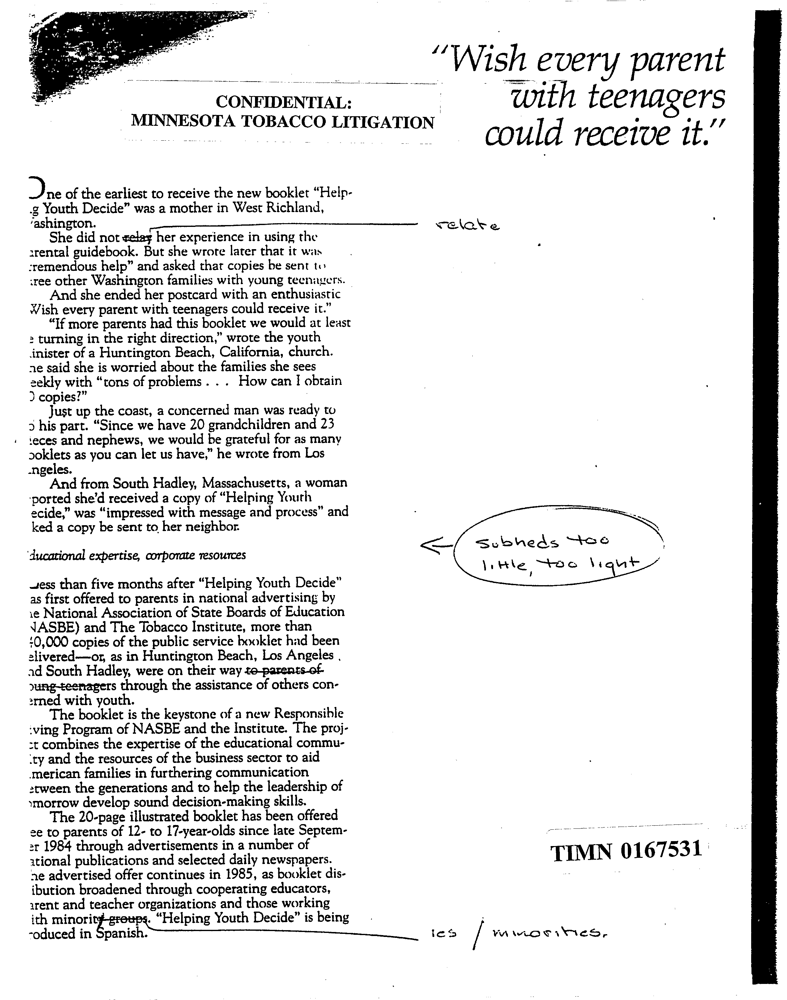 "Wish every parent
with teenagers
could receive it."
CONFIDENTIAL:
MINNESOTA TOBACCO LITIGATION
One of the earliest to receive the new booklet "Help-
g Youth Decide" was a mother in West Richland,
ashington.
She did not relay her experience in using the
rental guidebook. But she wrote later that it was
remendous help" and asked that copies be sent to
ree other Washington families with young teenagers.
And she ended her postcard with an enthusiastic
Wish every parent with teenagers could receive it."
"If more parents had this booklet we would at least
e turning in the right direction," wrote the youth
inister of a Huntington Beach, California, church.
he said she is worried about the families she sees
eekly with "tons of problems . . . How can I obtain
0 copies?"
Just up the coast, a concerned man was ready to
o his part. "Since we have 20 grandchildren and 23
eces and nephews, we would be grateful for as many
ooklets as you can let us have," he wrote from Los
ngeles.
And from South Hadley, Massachusetts, a woman
ported she'd received a copy of "Helping Youth
ecide," was "impressed with message and process" and
ked a copy be sent to her neighbor.
ducational expertise, corporate resources
ess than five months after "Helping Youth Decide"
as first offered to parents in national advertising by
e National Association of State Boards of Education
NASBE) and The Tobacco Institute, more than
0,000 copies of the public service booklet had been
elivered—or, as in Huntington Beach, Los Angeles
nd South Hadley, were on their way to parents of
oung teenagers through the assistance of others con-
erned with youth.
The booklet is the keystone of a new Responsible
ving Program of NASBE and the Institute. The proj-
ct combines the expertise of the educational commu-
ty and the resources of the business sector to aid
merican families in furthering communication
etween the generations and to help the leadership of
omorrow develop sound decision-making skills.
The 20-page illustrated booklet has been offered
ee to parents of 12- to 17-year-olds since late Septem-
er 1984 through advertisements in a number of
ational publications and selected daily newspapers.
he advertised offer continues in 1985, as booklet dis-
ibution broadened through cooperating educators,
arent and teacher organizations and those working
ith minority groups. "Helping Youth Decide" is being
roduced in Spanish.
relate
Subheds too
little, too light
TIMN 0167531
ies / minorities.